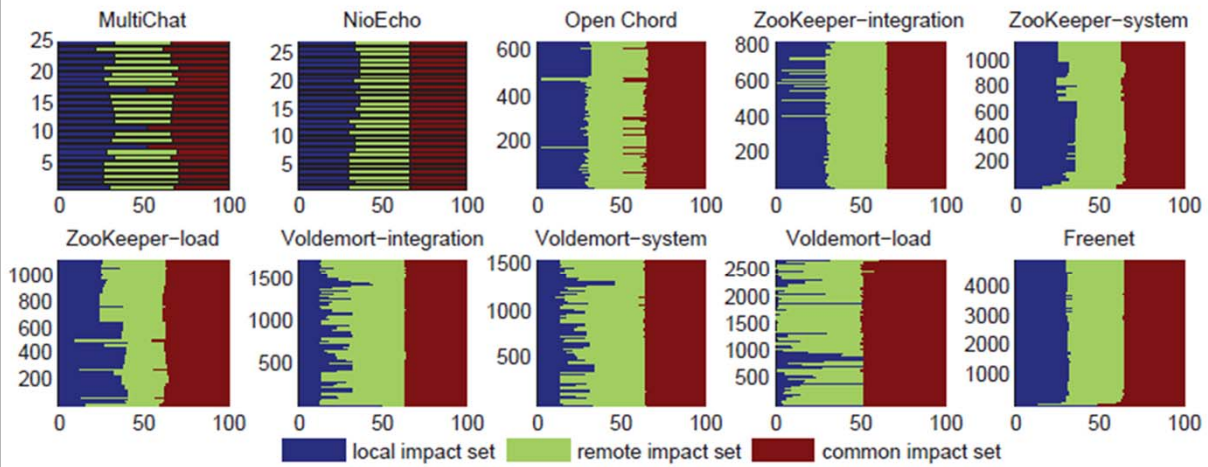 MultiChat
25
20
15
10
5
0 50 100
NioEcho
25
20
15
10
5
0 50 100
Open Chord
600
400
200
0 50 100
ZooKeeper-integration
800
600
400
200
0 50 100
ZooKeeper-system
1000
800
600
400
200
0 50 100
ZooKeeper-load
1000
800
600
400
200
0 50 100
Voldemort-integration
1500
1000
500
0 50 100
Voldemort-system
1500
1000
500
0 50 100
Voldemort-load
2500
2000
1500
1000
500
0 50 100
Freenet
4000
3000
2000
1000
0 50 100
local impact set remote impact set common impact set